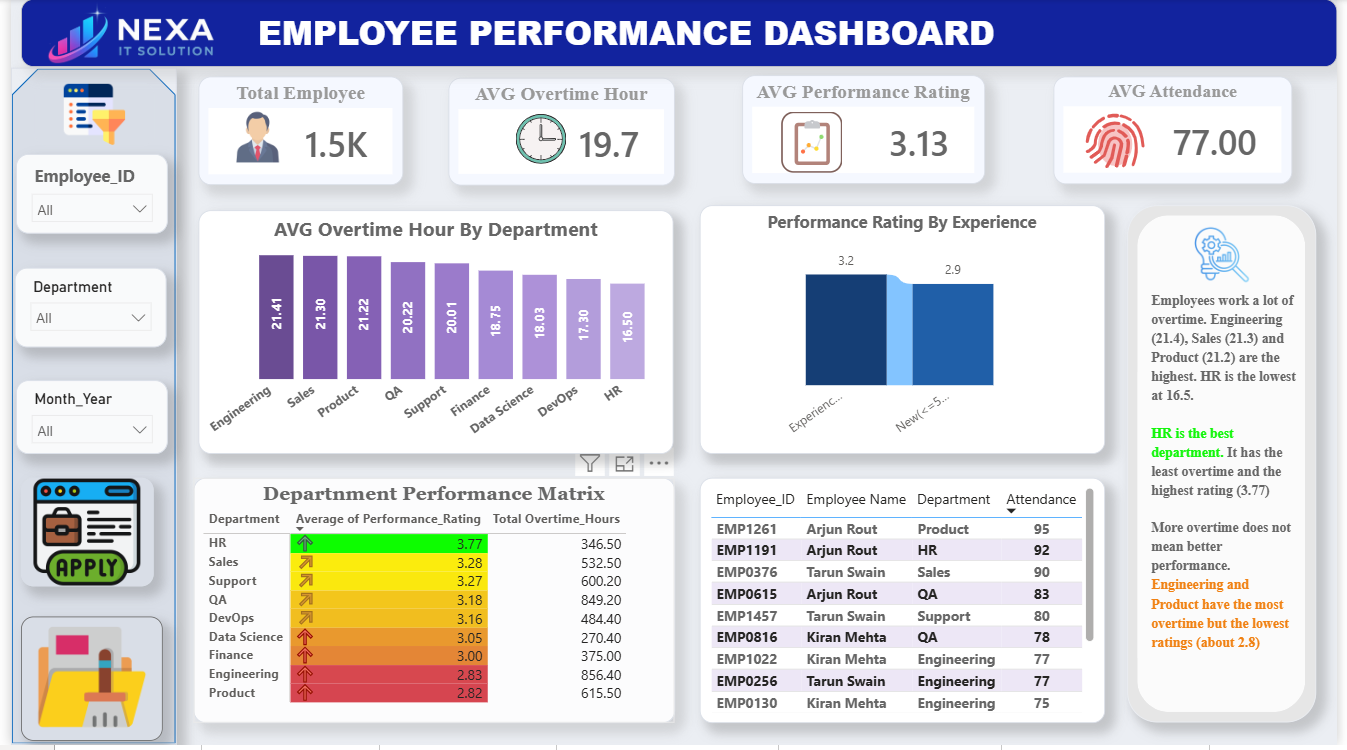 NEXA
IT SOLUTION
EMPLOYEE PERFORMANCE DASHBOARD
Total Employee
1.5K
AVG Overtime Hour
19.7
AVG Performance Rating
3.13
AVG Attendance
77.00
Employee_ID
All
Department
All
Month_Year
All
APPLY
AVG Overtime Hour By Department
21.41
21.30
21.22
20.22
20.01
18.75
18.03
17.30
16.50
Engineering
Sales
Product
QA
Support
Finance
Data Science
DevOps
HR
Performance Rating By Experience
3.2
2.9
Experienc...
New(<=5...
Departnment Performance Matrix
Department Average of Performance_Rating Total Overtime_Hours
HR 3.77 346.50
Sales 3.28 532.50
Support 3.27 600.20
QA 3.18 849.20
DevOps 3.16 484.40
Data Science 3.05 270.40
Finance 3.00 375.00
Engineering 2.83 856.40
Product 2.82 615.50
Employee_ID Employee Name Department Attendance
EMP1261 Arjun Rout Product 95
EMP1191 Arjun Rout HR 92
EMP0376 Tarun Swain Sales 90
EMP0615 Arjun Rout QA 83
EMP1457 Tarun Swain Support 80
EMP0816 Kiran Mehta QA 78
EMP1022 Kiran Mehta Engineering 77
EMP0256 Tarun Swain Engineering 77
EMP0130 Kiran Mehta Engineering 75
Employees work a lot of
overtime. Engineering
(21.4), Sales (21.3) and
Product (21.2) are the
highest. HR is the lowest
at 16.5.
HR is the best
department. It has the
least overtime and the
highest rating (3.77)
More overtime does not
mean better
performance.
Engineering and
Product have the most
overtime but the lowest
ratings (about 2.8)